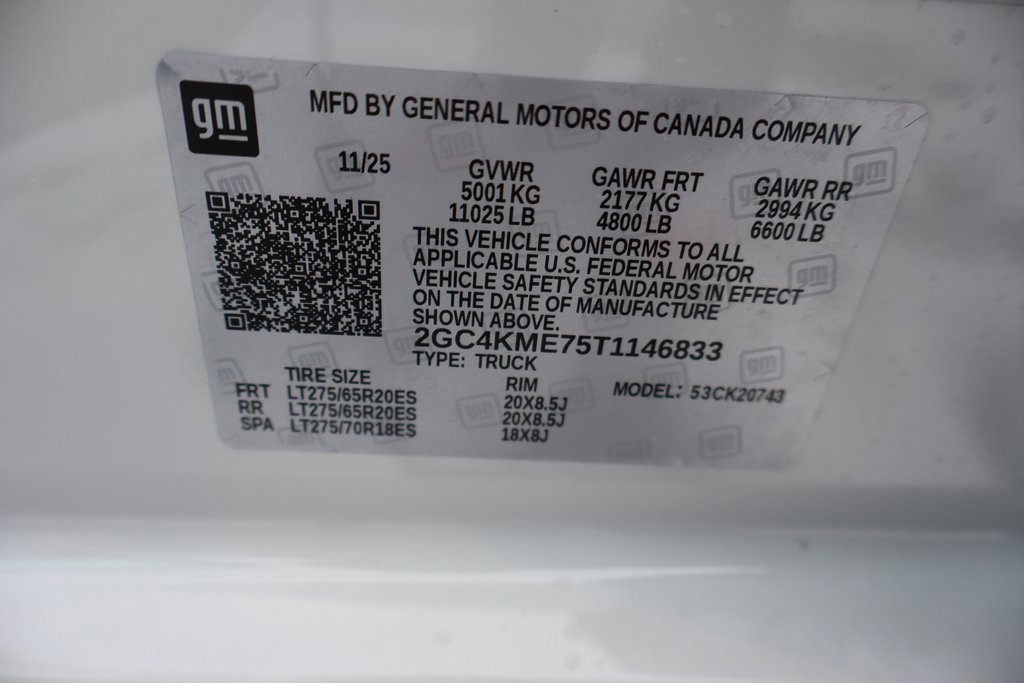 gm
MFD BY GENERAL MOTORS OF CANADA COMPANY
11/25
GVWR
5001 KG
11025 LB
GAWR FRT
2177 KG
4800 LB
GAWR RR
2994 KG
6600 LB
THIS VEHICLE CONFORMS TO ALL
APPLICABLE U.S. FEDERAL MOTOR
VEHICLE SAFETY STANDARDS IN EFFECT
ON THE DATE OF MANUFACTURE
SHOWN ABOVE.
2GC4KME75T1146833
TYPE: TRUCK
TIRE SIZE RIM MODEL: 53CK20743
FRT LT275/65R20ES 20X8.5J
RR LT275/65R20ES 20X8.5J
SPA LT275/70R18ES 18X8J